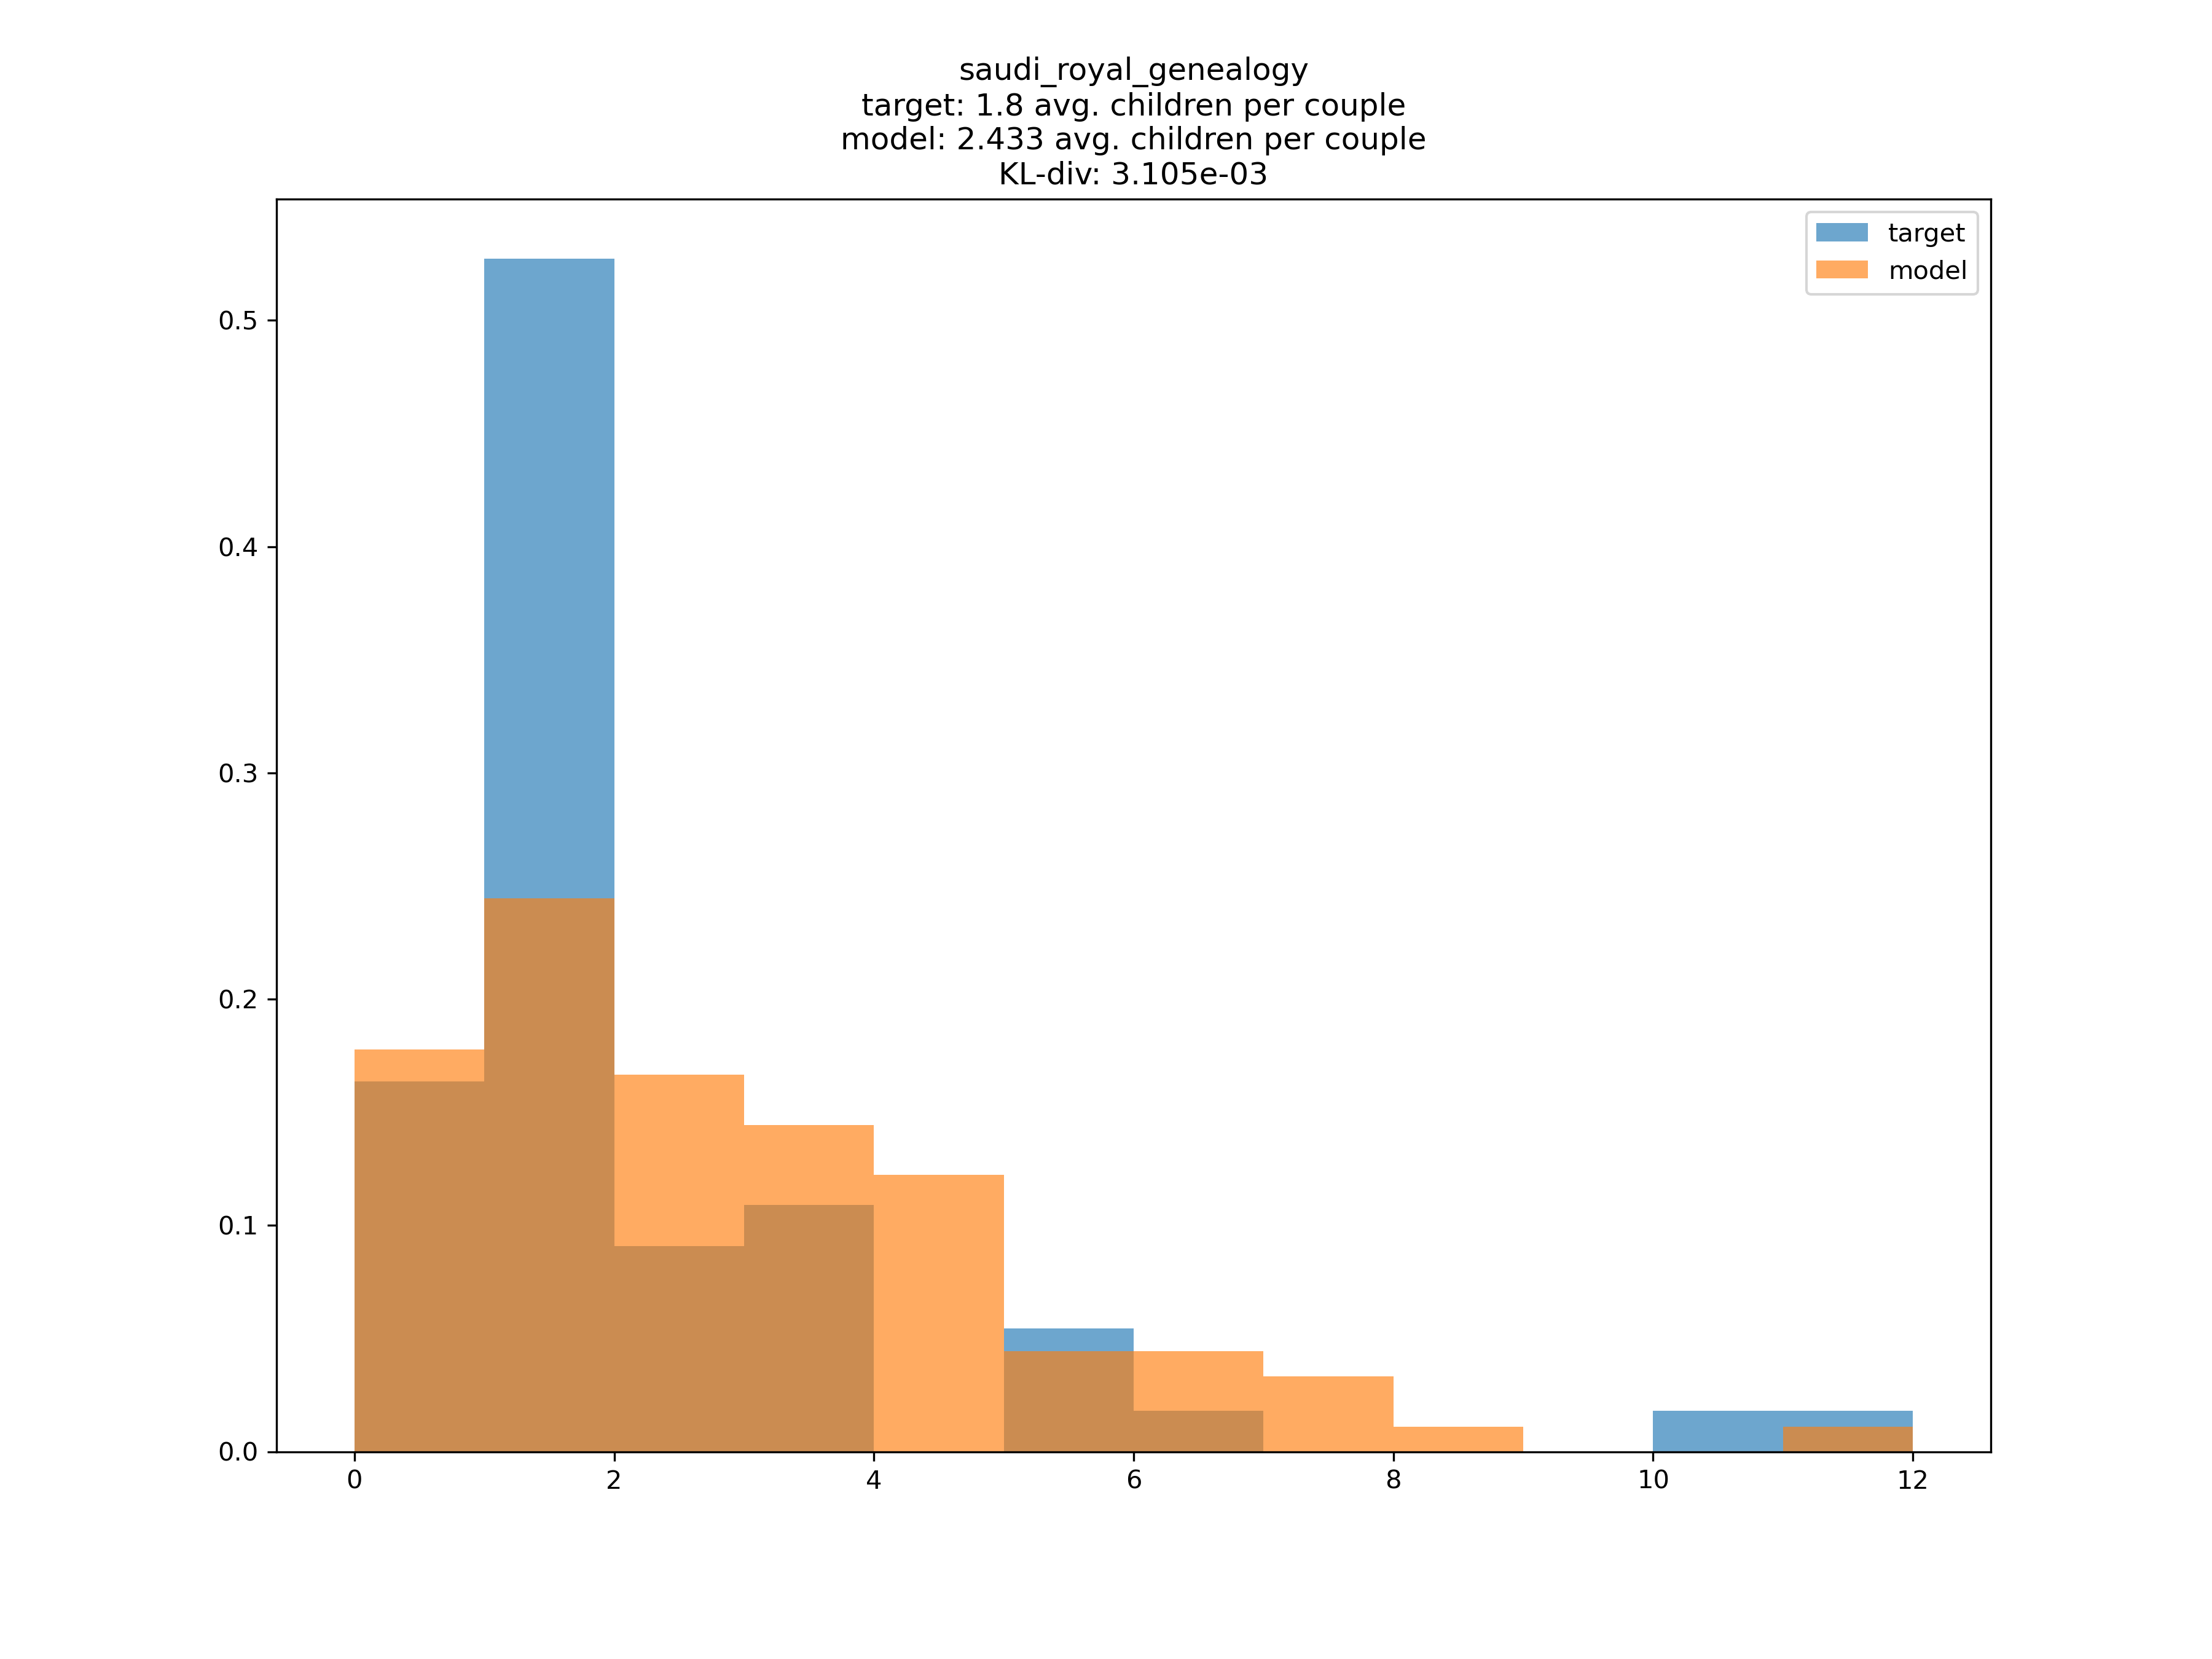 saudi_royal_genealogy
target: 1.8 avg. children per couple
model: 2.433 avg. children per couple
KL-div: 3.105e-03
target
model
0.5
0.4
0.3
0.2
0.1
0.0
0 2 4 6 8 10 12